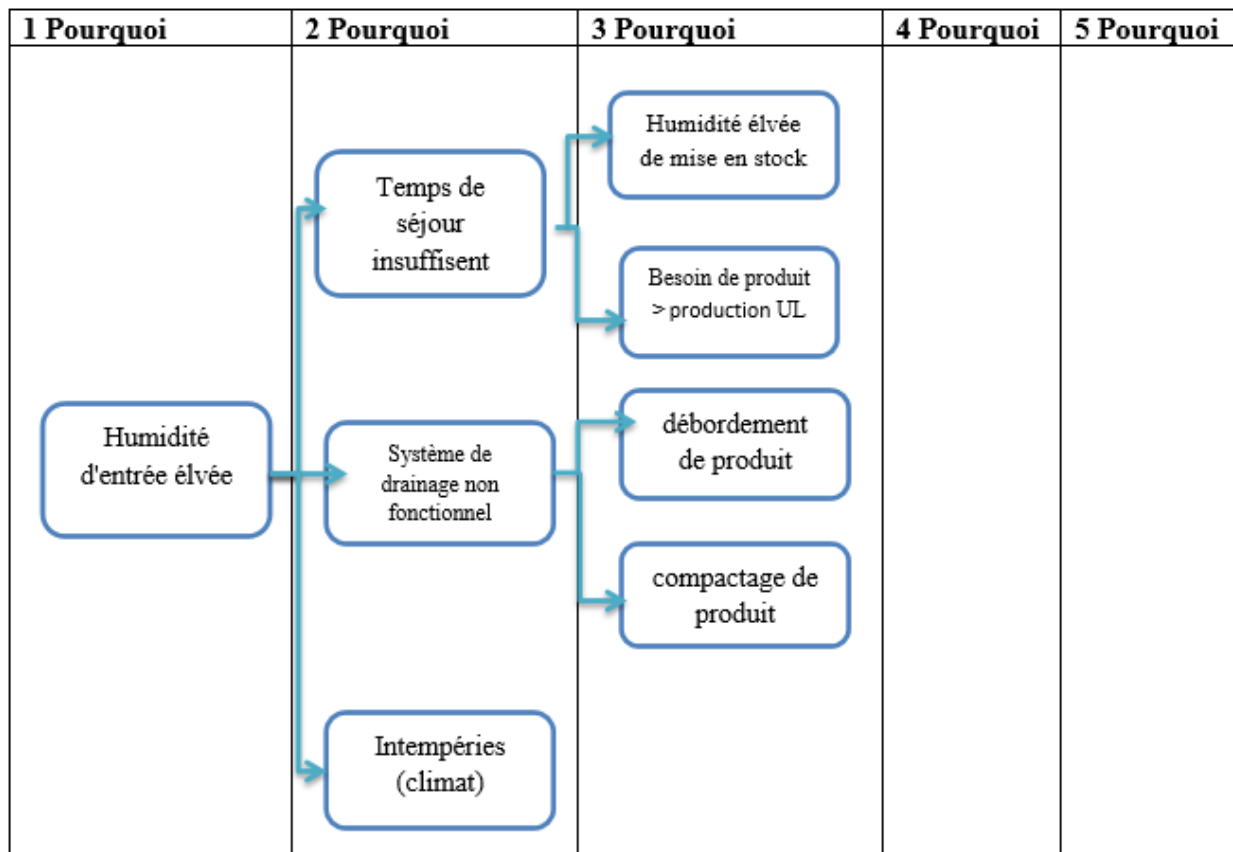 1 Pourquoi
2 Pourquoi
3 Pourquoi
4 Pourquoi
5 Pourquoi
Humidité
d'entrée élvée
Temps de
séjour
insuffisent
Système de
drainage non
fonctionnel
Intempéries
(climat)
Humidité élvée
de mise en stock
Besoin de produit
> production UL
débordement
de produit
compactage de
produit